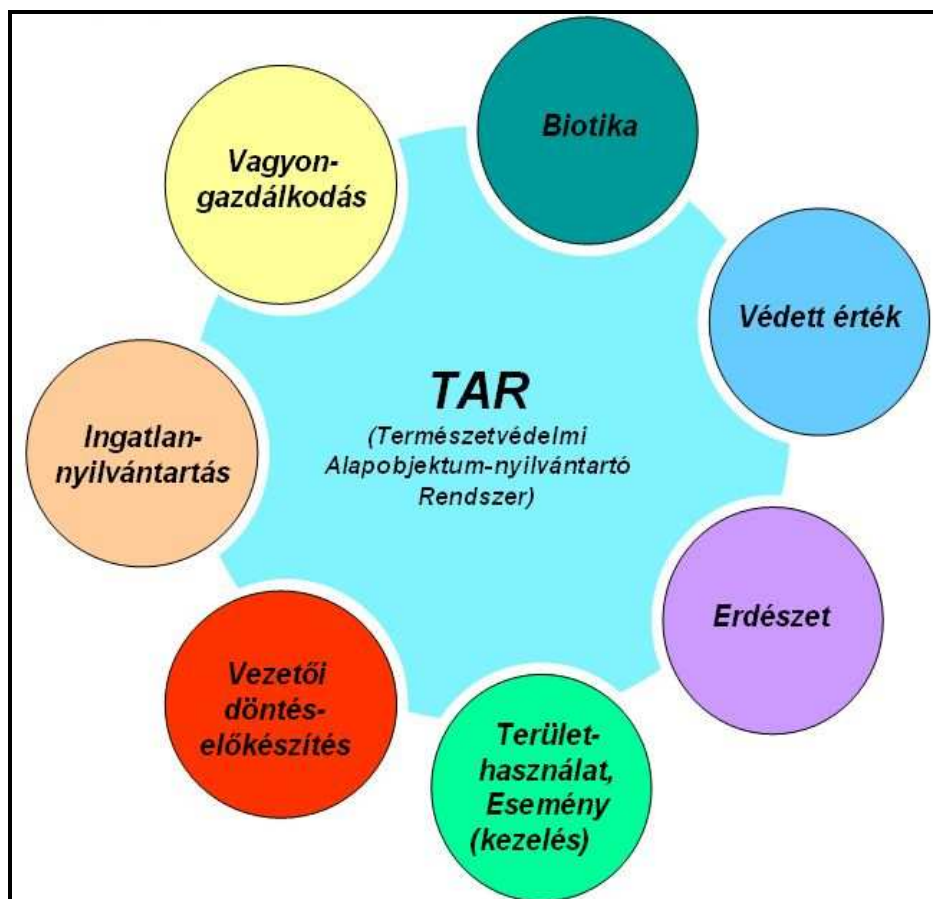 Biotika
Vagyon-
gazdálkodás
Védett érték
TAR
(Természetvédelmi
Alapobjektum-nyilvántartó
Rendszer)
Ingatlan-
nyilvántartás
Erdészet
Vezetői
döntés-
előkészítés
Terület-
használat,
Esemény
(kezelés)